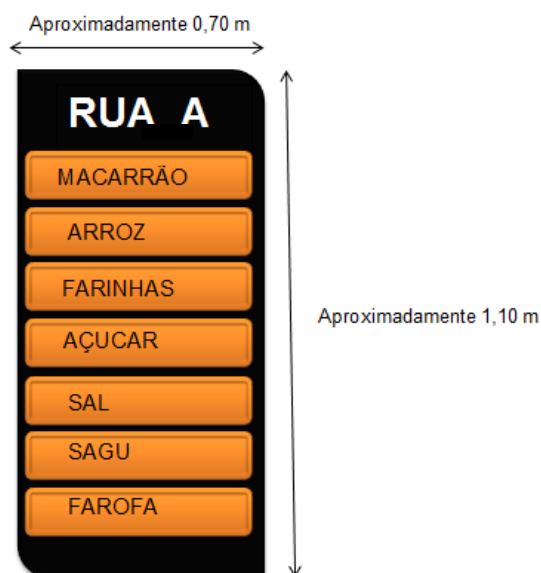 Aproximadamente 0,70 m
RUA A
MACARRÃO
ARROZ
FARINHAS
Aproximadamente 1,10 m
AÇUCAR
SAL
SAGU
FAROFA